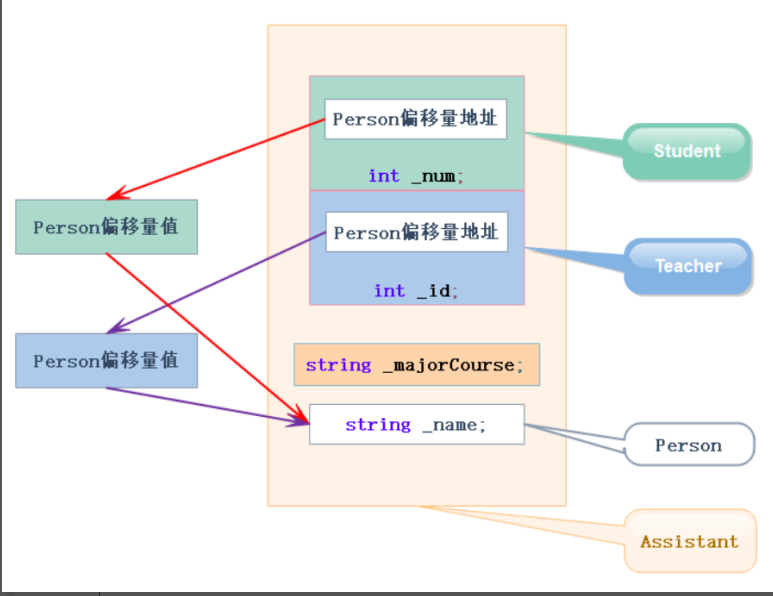 Person偏移量地址
Student
int _num;
Person偏移量值
Person偏移量地址
Teacher
int _id;
Person偏移量值
string _majorCourse;
string _name;
Person
Assistant